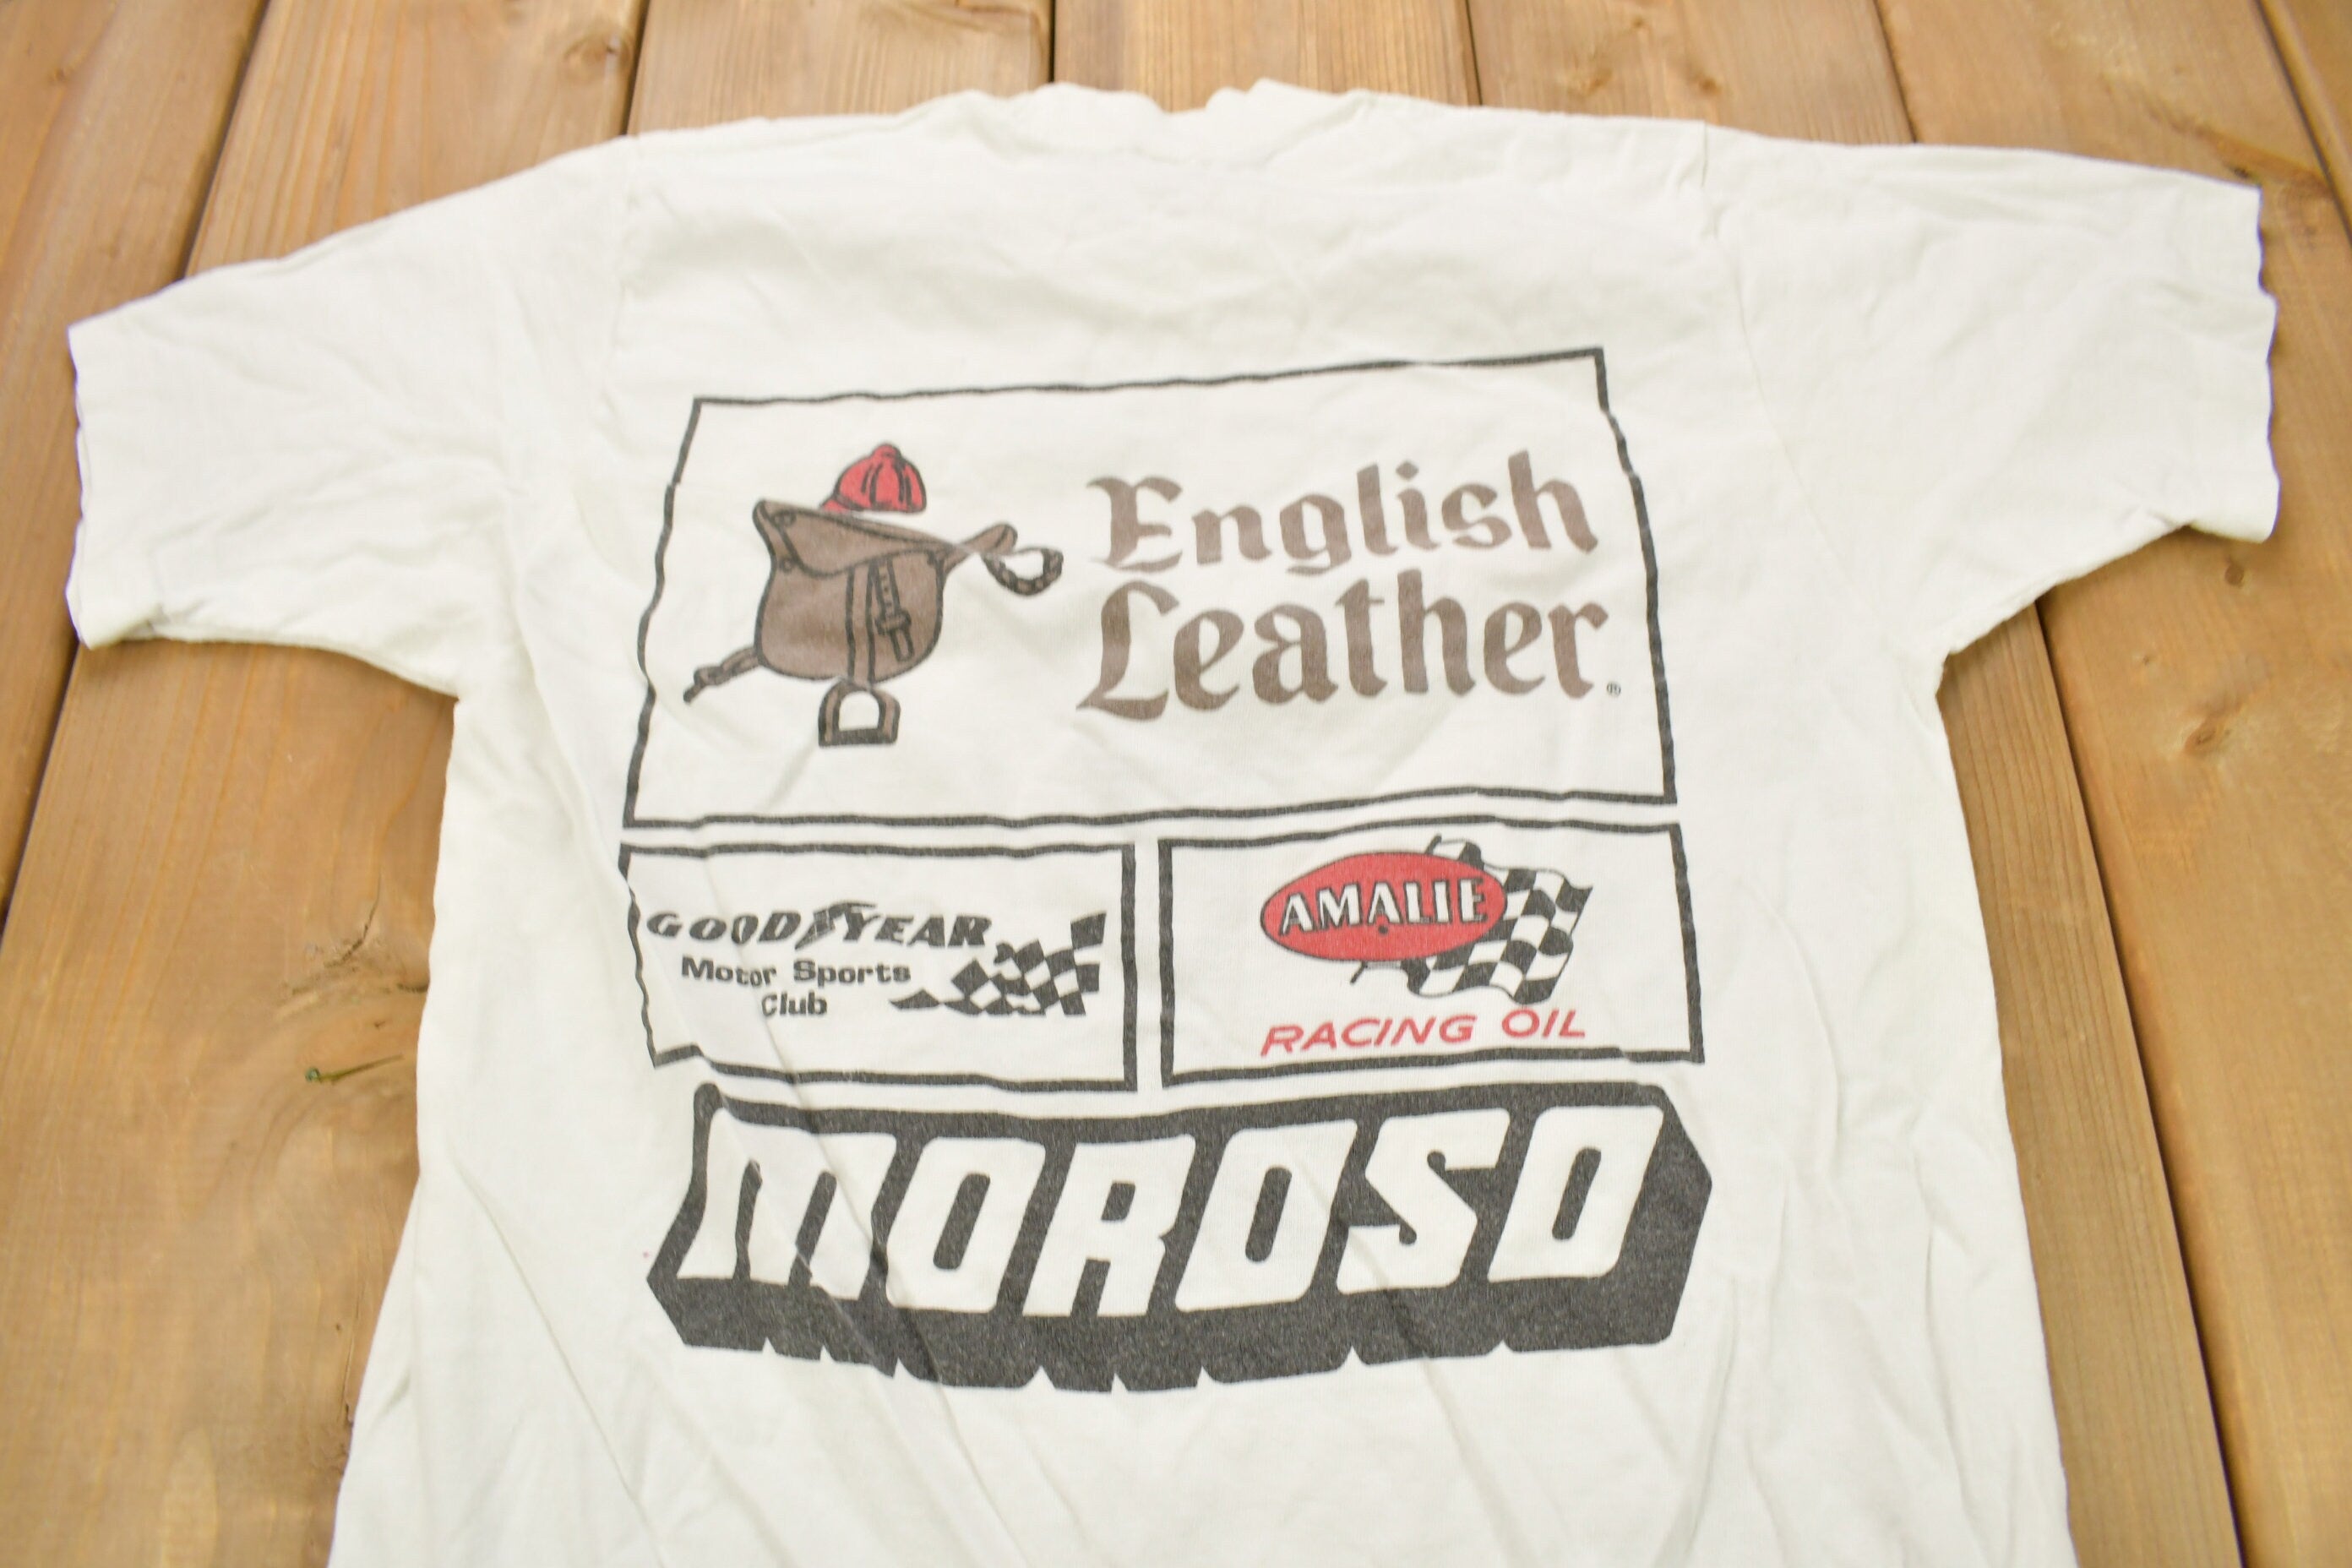 English
Leather®
GOODYEAR
Motor Sports
Club
AMALIE
RACING OIL
MOROSO